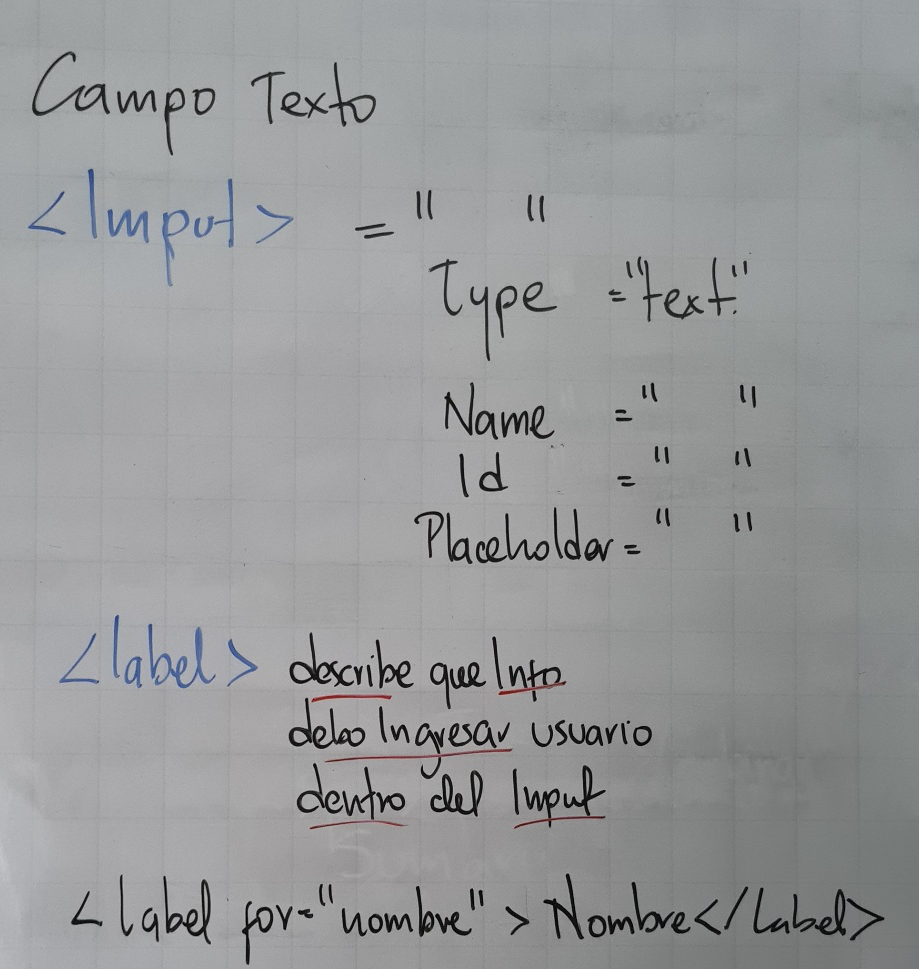 Campo Texto
<Imput> = " "
Type = "text"
Name = " "
Id = " "
Placeholder = " "
<label> describe que Info
debo Ingresar usuario
dentro del Input
<label for="nombre"> Nombre</label>